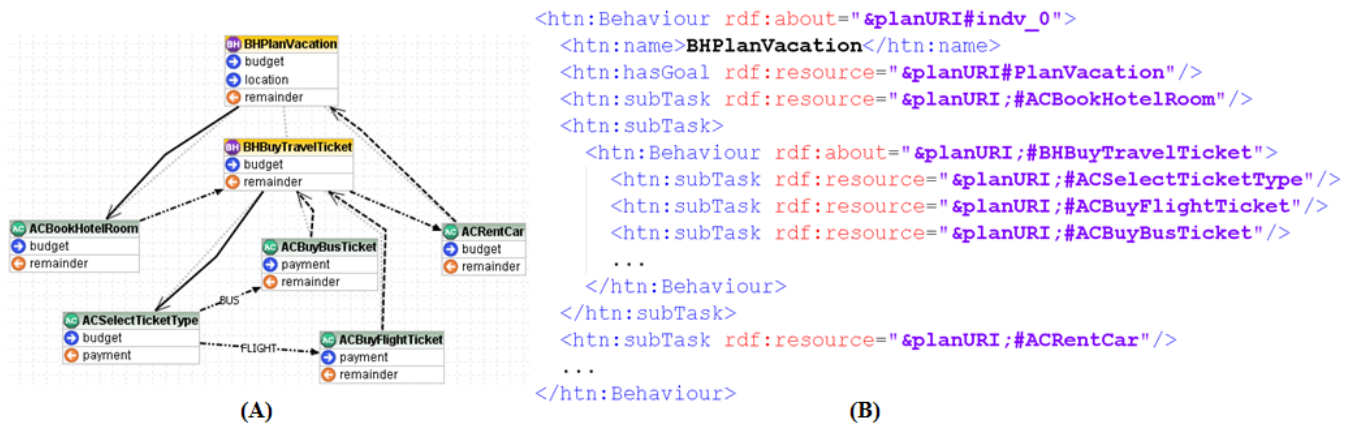 BH BHPlanVacation
budget
location
remainder
BH BHBuyTravelTicket
budget
remainder
AC ACBookHotelRoom
budget
remainder
AC ACBuyBusTicket
payment
remainder
AC ACRentCar
budget
remainder
BUS
AC ACSelectTicketType
budget
payment
FLIGHT
AC ACBuyFlightTicket
payment
remainder
(A)
<htn:Behaviour rdf:about="&planURI#indv_0">
<htn:name>BHPlanVacation</htn:name>
<htn:hasGoal rdf:resource="&planURI#PlanVacation"/>
<htn:subTask rdf:resource="&planURI;#ACBookHotelRoom"/>
<htn:subTask>
<htn:Behaviour rdf:about="&planURI;#BHBuyTravelTicket">
<htn:subTask rdf:resource="&planURI;#ACSelectTicketType"/>
<htn:subTask rdf:resource="&planURI;#ACBuyFlightTicket"/>
<htn:subTask rdf:resource="&planURI;#ACBuyBusTicket"/>
...
</htn:Behaviour>
</htn:subTask>
<htn:subTask rdf:resource="&planURI;#ACRentCar"/>
...
</htn:Behaviour>
(B)